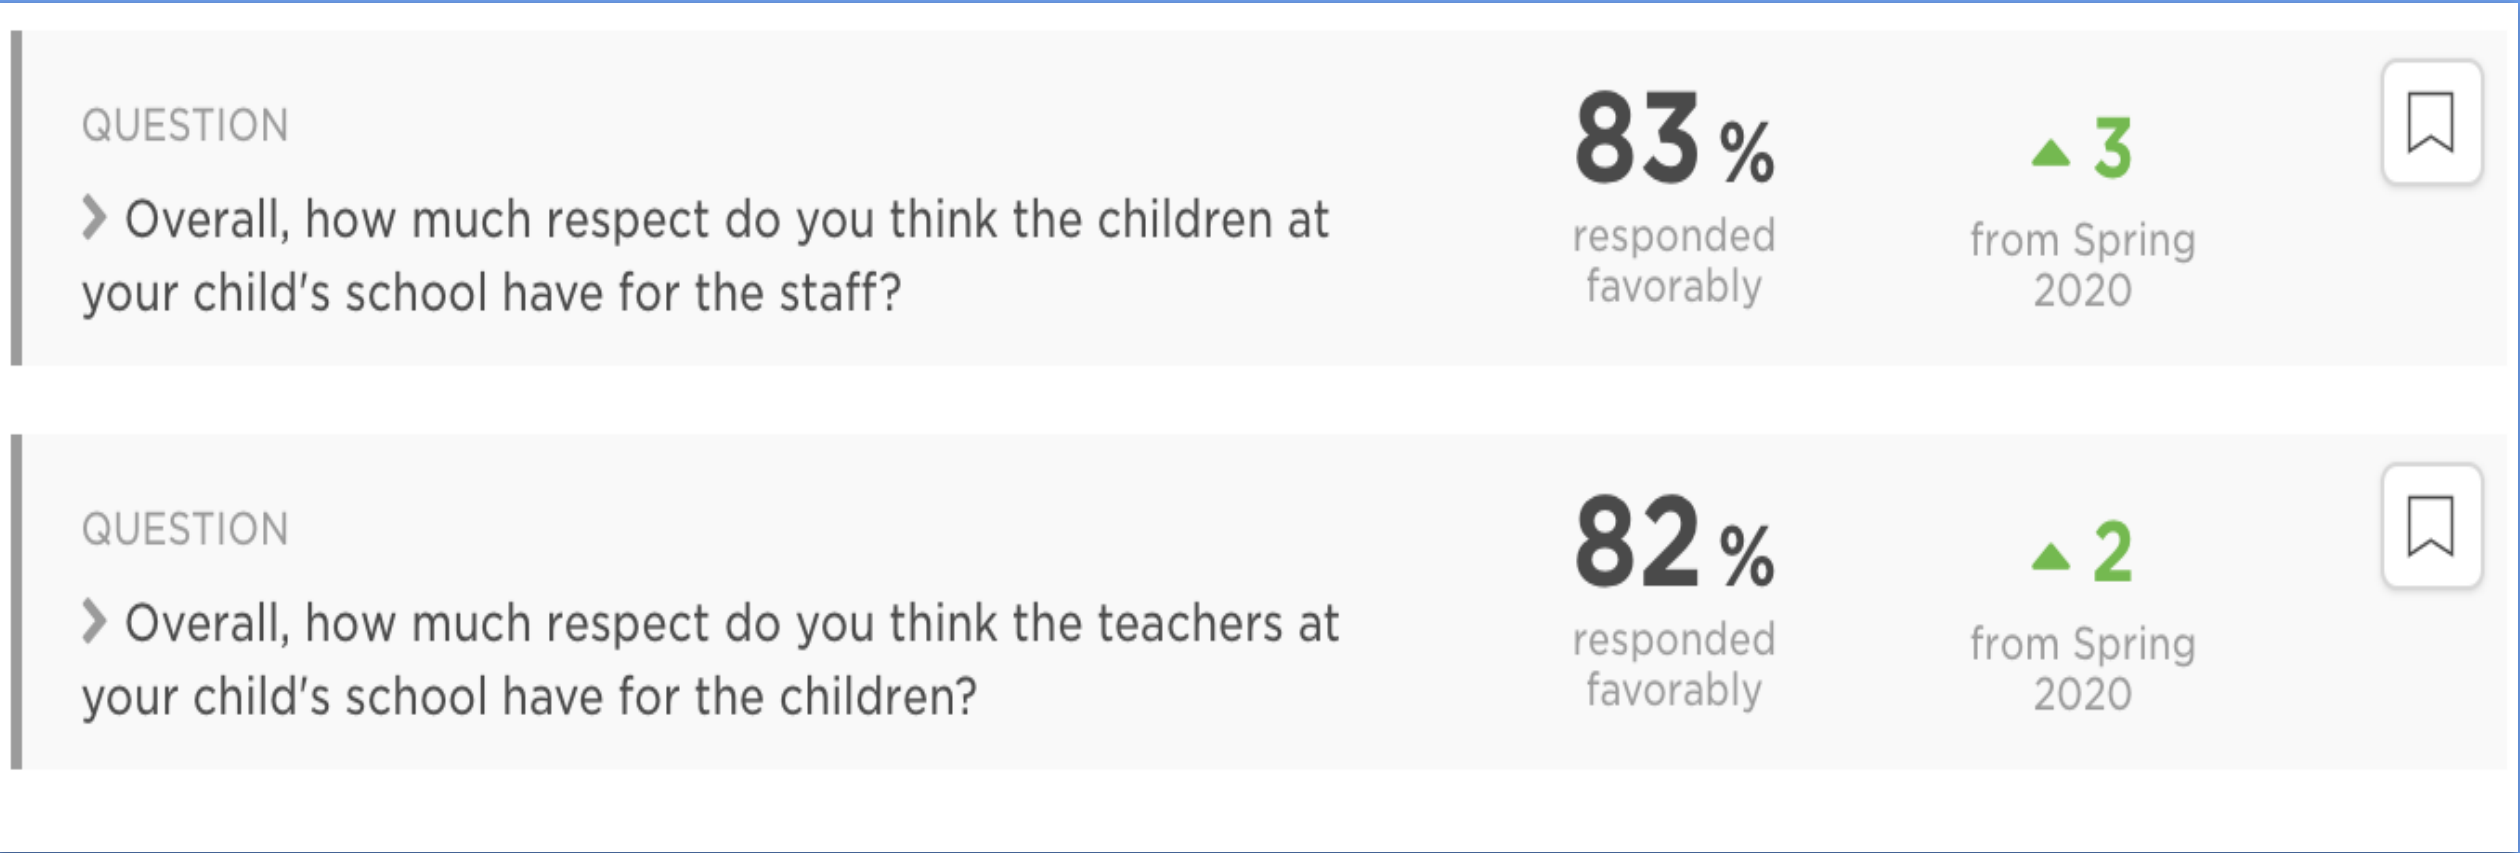 QUESTION
Overall, how much respect do you think the children at
your child's school have for the staff?
83 %
responded
favorably
3
from Spring
2020
QUESTION
Overall, how much respect do you think the teachers at
your child's school have for the children?
82 %
responded
favorably
2
from Spring
2020